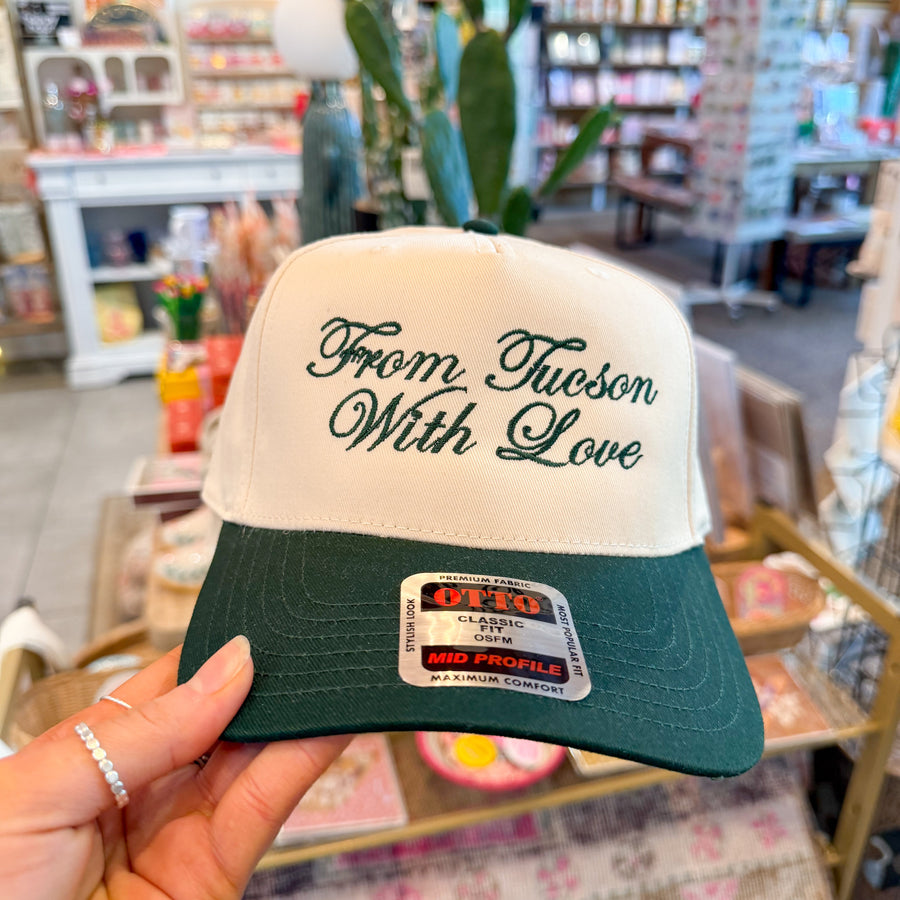 From Tucson
With Love
PREMIUM FABRIC
OTTO
STYLISH LOOK
CLASSIC
FIT
OSFM
MOST POPULAR FIT
MID PROFILE
MAXIMUM COMFORT